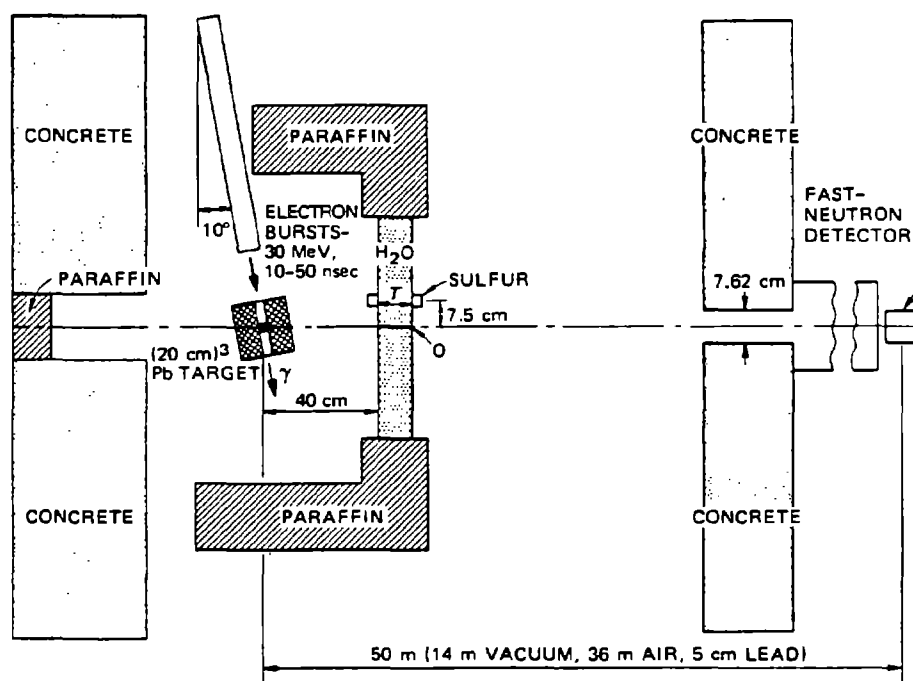 CONCRETE
PARAFFIN
CONCRETE
10°
ELECTRON
BURSTS-
30 MeV,
10-50 nsec
(20 cm)³
Pb TARGET
γ
40 cm
PARAFFIN
H₂O
SULFUR
T
7.5 cm
O
PARAFFIN
CONCRETE
7.62 cm
CONCRETE
FAST-
NEUTRON
DETECTOR
50 m (14 m VACUUM, 36 m AIR, 5 cm LEAD)